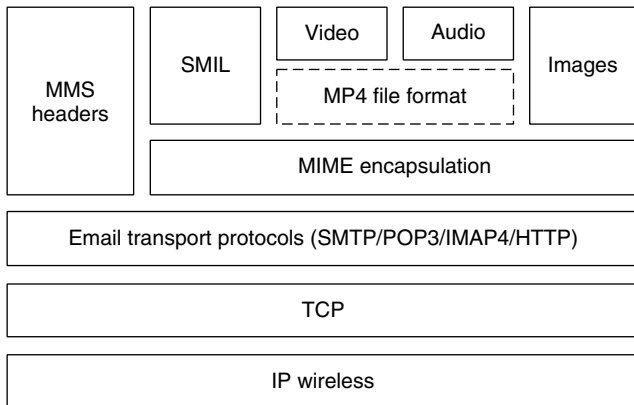 MMS
headers
SMIL
Video
Audio
MP4 file format
Images
MIME encapsulation
Email transport protocols (SMTP/POP3/IMAP4/HTTP)
TCP
IP wireless